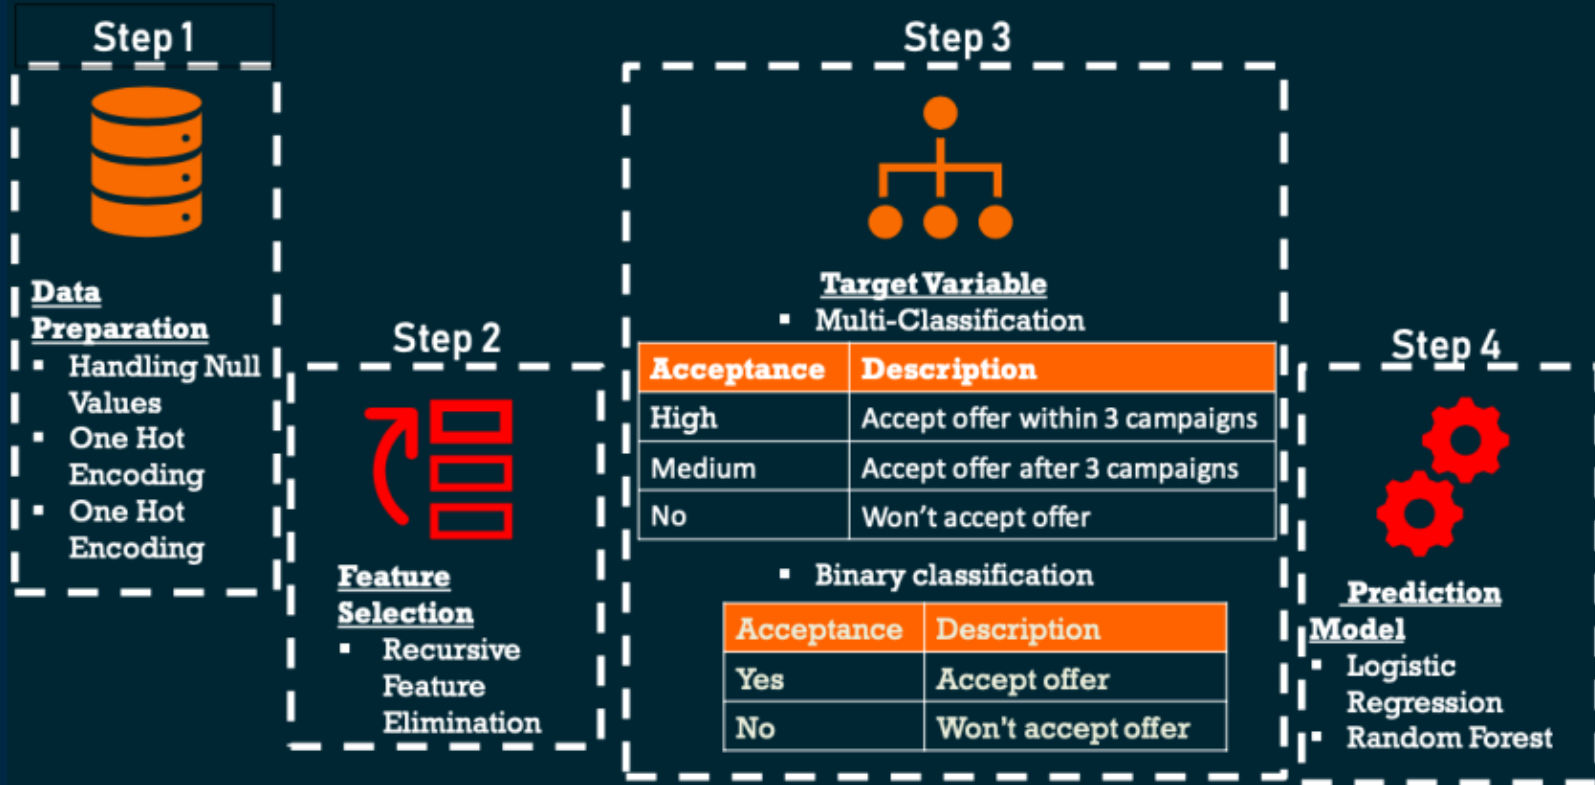 Step 1
Data
Preparation
▪ Handling Null
Values
▪ One Hot
Encoding
▪ One Hot
Encoding
Step 2
Feature
Selection
▪ Recursive
Feature
Elimination
Step 3
Target Variable
▪ Multi-Classification
Acceptance Description
High Accept offer within 3 campaigns
Medium Accept offer after 3 campaigns
No Won't accept offer
▪ Binary classification
Acceptance Description
Yes Accept offer
No Won't accept offer
Step 4
Prediction
Model
▪ Logistic
Regression
▪ Random Forest